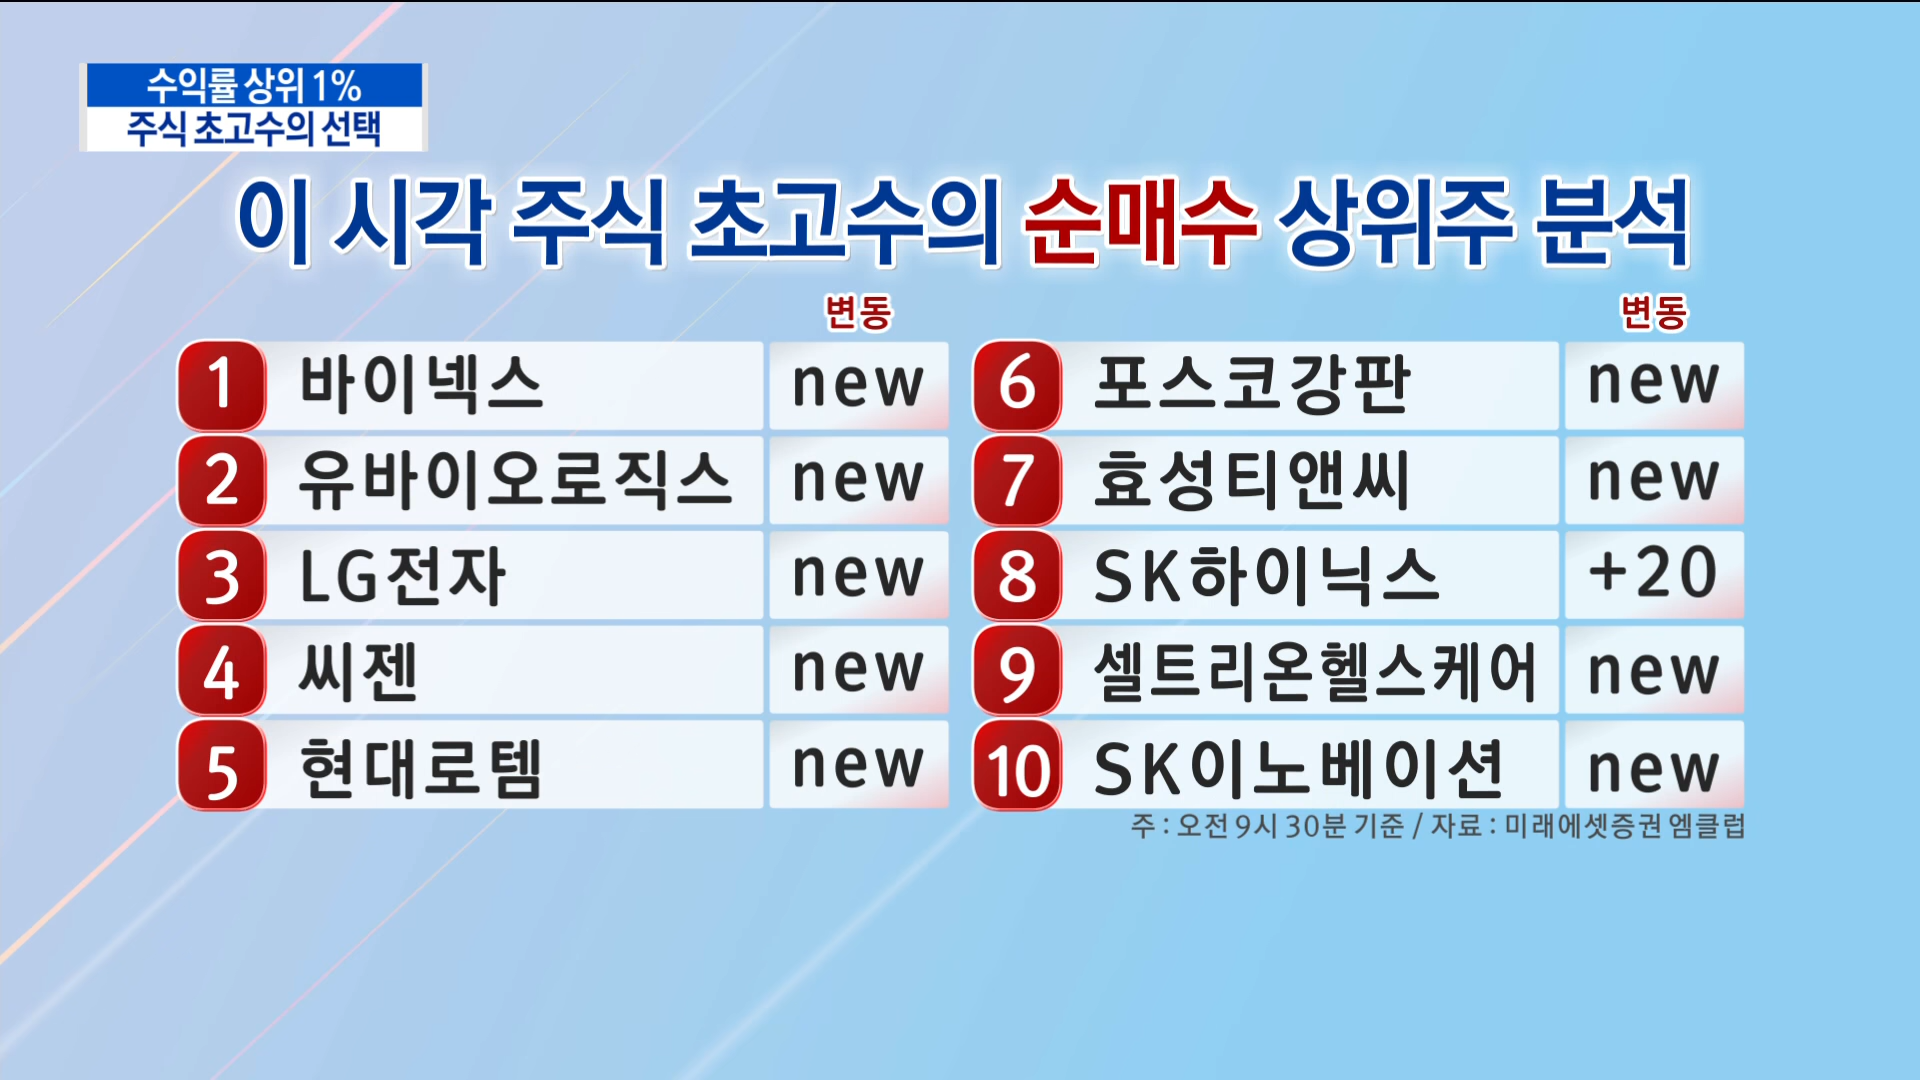 수익률 상위 1%
주식 초고수의 선택
이 시각 주식 초고수의 순매수 상위주 분석
변동
1 바이넥스 new
2 유바이오로직스 new
3 LG전자 new
4 씨젠 new
5 현대로템 new
변동
6 포스코강판 new
7 효성티앤씨 new
8 SK하이닉스 +20
9 셀트리온헬스케어 new
10 SK이노베이션 new
주 : 오전 9시 30분 기준 / 자료 : 미래에셋증권 엠클럽